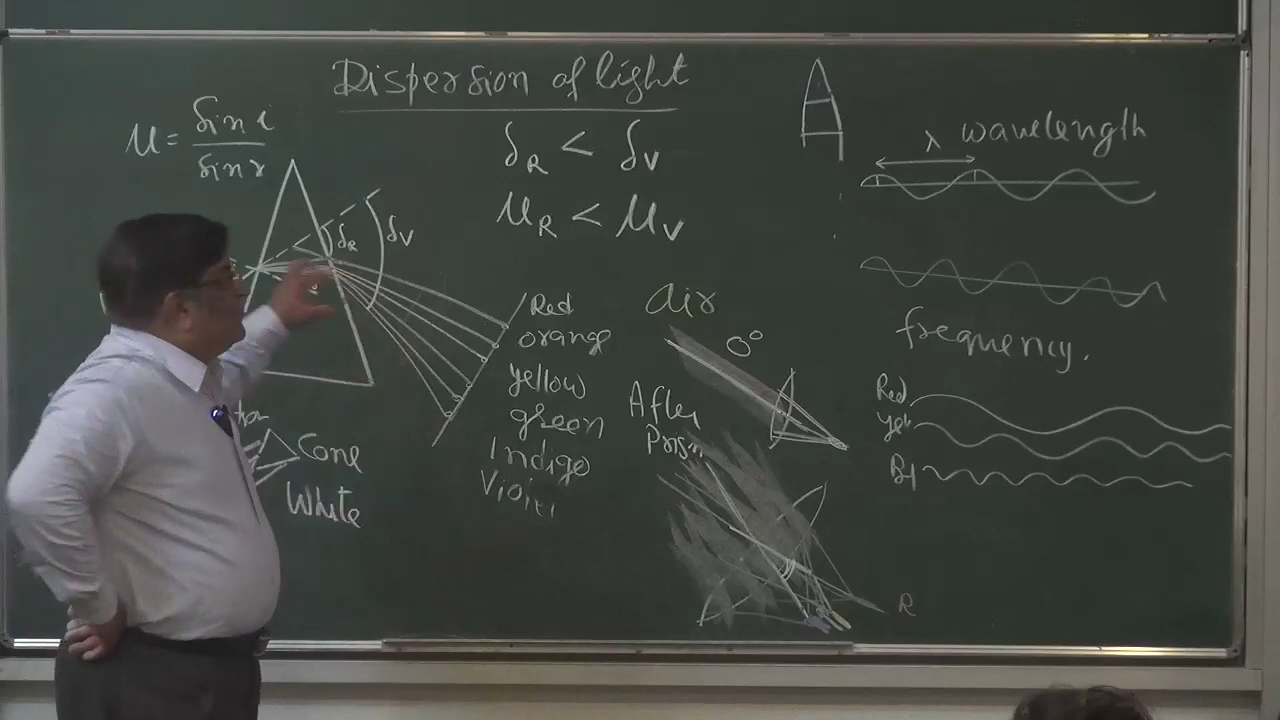 Dispersion of light
μ = sin i / sin r
δR < δV
μR < μV
δR
δV
Red
orange
yellow
green
Indigo
Violet
Cone
White
A
air
0°
After
Prism
R
λ wavelength
frequency.
Red
Yel
Bl